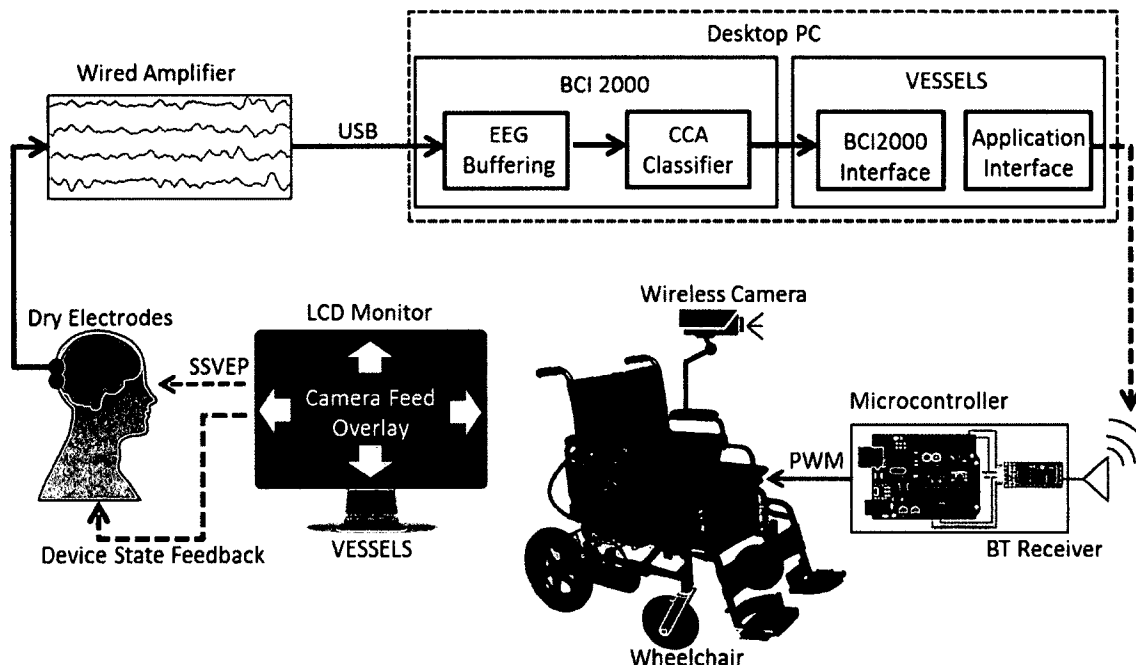 Desktop PC
Wired Amplifier
BCI 2000
VESSELS
USB
EEG
Buffering
CCA
Classifier
BCI2000
Interface
Application
Interface
Wireless Camera
Dry Electrodes
LCD Monitor
SSVEP
Camera Feed
Overlay
Microcontroller
PWM
Device State Feedback
VESSELS
BT Receiver
Wheelchair